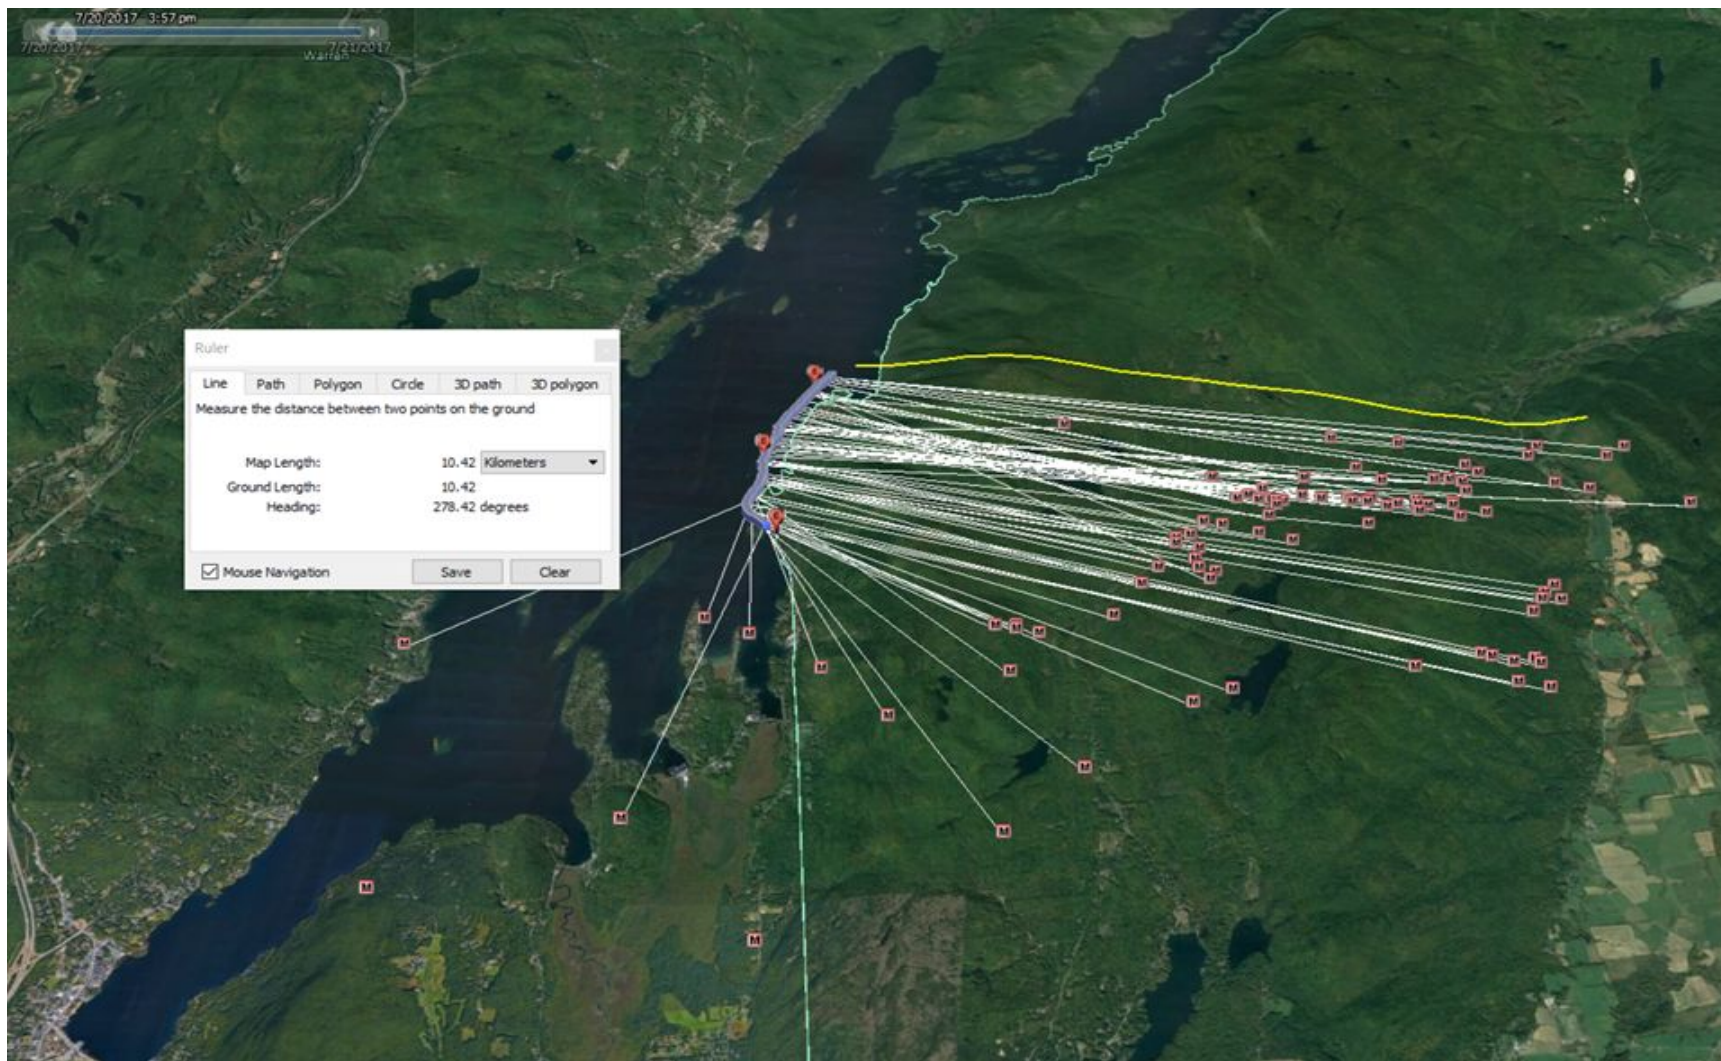 7/20/2017 3:57 pm
7/20/2017 7/21/2017
Warren
Ruler
Line Path Polygon Circle 3D path 3D polygon
Measure the distance between two points on the ground
Map Length: 10.42 Kilometers
Ground Length: 10.42
Heading: 278.42 degrees
Mouse Navigation Save Clear